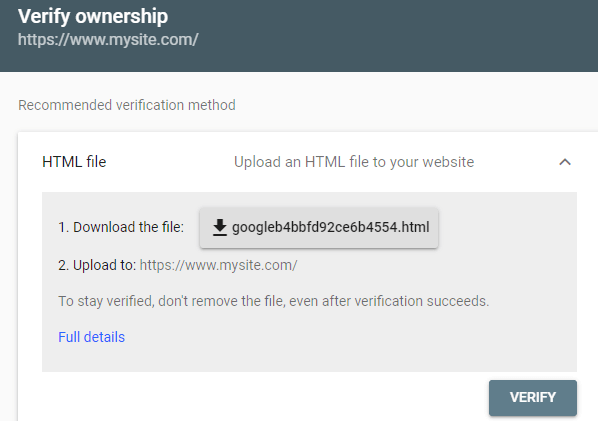 Verify ownership
https://www.mysite.com/
Recommended verification method
HTML file Upload an HTML file to your website
1. Download the file: googleb4bbfd92ce6b4554.html
2. Upload to: https://www.mysite.com/
To stay verified, don't remove the file, even after verification succeeds.
Full details
VERIFY